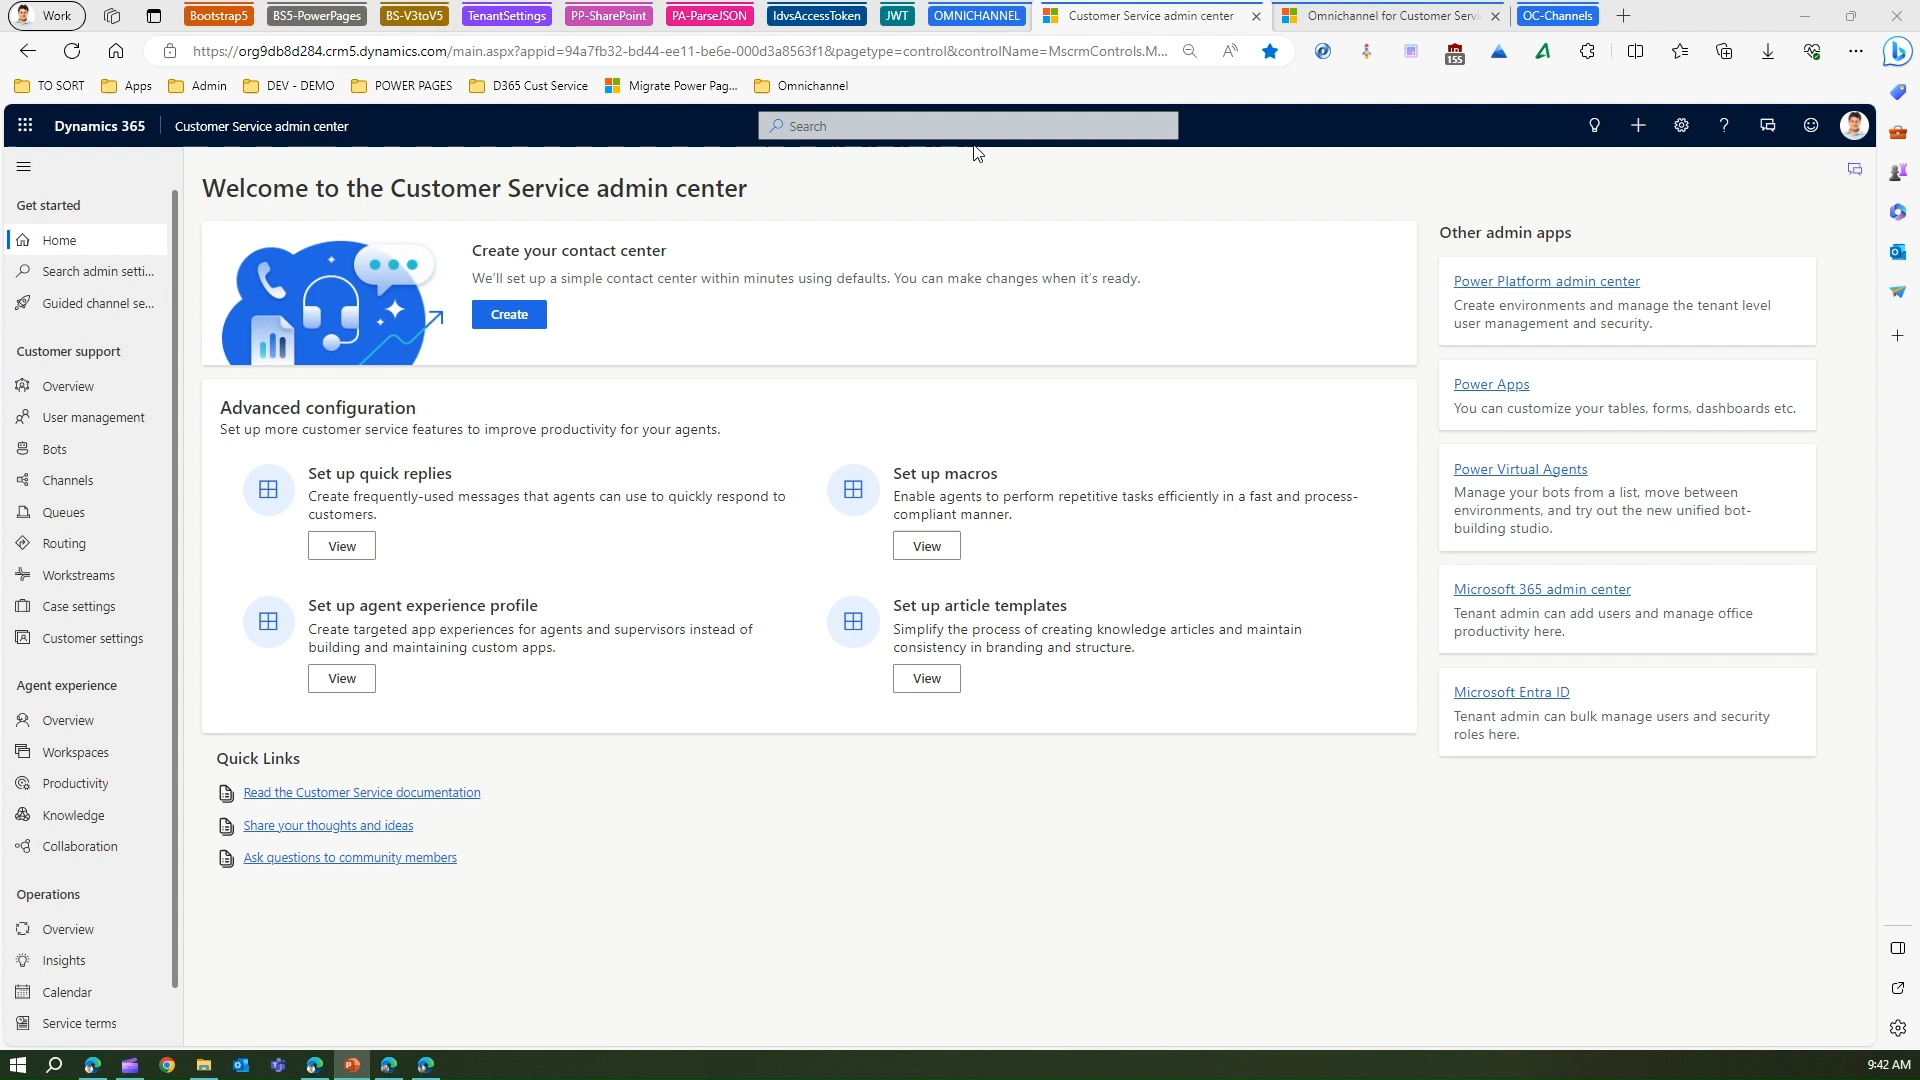 Work
Bootstrap5
BS5-PowerPages
BS-V3toV5
TenantSettings
PP-SharePoint
PA-ParseJSON
IdvsAccessToken
JWT
OMNICHANNEL
Customer Service admin center
Omnichannel for Customer Servi
OC-Channels
https://org9db8d284.crm5.dynamics.com/main.aspx?appid=94a7fb32-bd44-ee11-be6e-000d3a8563f1&pagetype=control&controlName=MscrmControls.M...
155
TO SORT
Apps
Admin
DEV - DEMO
POWER PAGES
D365 Cust Service
Migrate Power Pag...
Omnichannel
Dynamics 365
Customer Service admin center
Search
Get started
Home
Search admin setti...
Guided channel se...
Customer support
Overview
User management
Bots
Channels
Queues
Routing
Workstreams
Case settings
Customer settings
Agent experience
Overview
Workspaces
Productivity
Knowledge
Collaboration
Operations
Overview
Insights
Calendar
Service terms
Welcome to the Customer Service admin center
Create your contact center
We'll set up a simple contact center within minutes using defaults. You can make changes when it's ready.
Create
Advanced configuration
Set up more customer service features to improve productivity for your agents.
Set up quick replies
Create frequently-used messages that agents can use to quickly respond to
customers.
View
Set up macros
Enable agents to perform repetitive tasks efficiently in a fast and process-
compliant manner.
View
Set up agent experience profile
Create targeted app experiences for agents and supervisors instead of
building and maintaining custom apps.
View
Set up article templates
Simplify the process of creating knowledge articles and maintain
consistency in branding and structure.
View
Quick Links
Read the Customer Service documentation
Share your thoughts and ideas
Ask questions to community members
Other admin apps
Power Platform admin center
Create environments and manage the tenant level
user management and security.
Power Apps
You can customize your tables, forms, dashboards etc.
Power Virtual Agents
Manage your bots from a list, move between
environments, and try out the new unified bot-
building studio.
Microsoft 365 admin center
Tenant admin can add users and manage office
productivity here.
Microsoft Entra ID
Tenant admin can bulk manage users and security
roles here.
9:42 AM